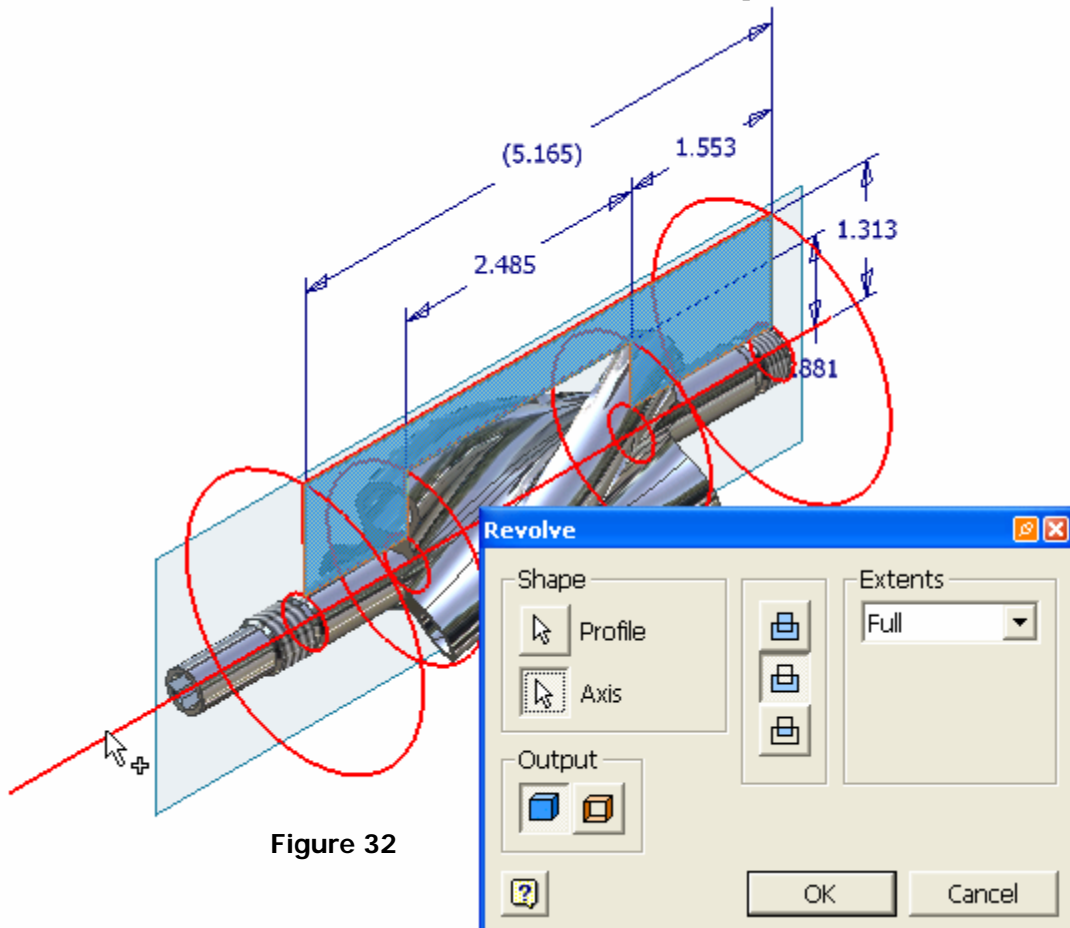 (5.165)
1.553
1.313
2.485
.881
Revolve
Shape
Extents
Profile
Full
Axis
Output
Figure 32
OK
Cancel